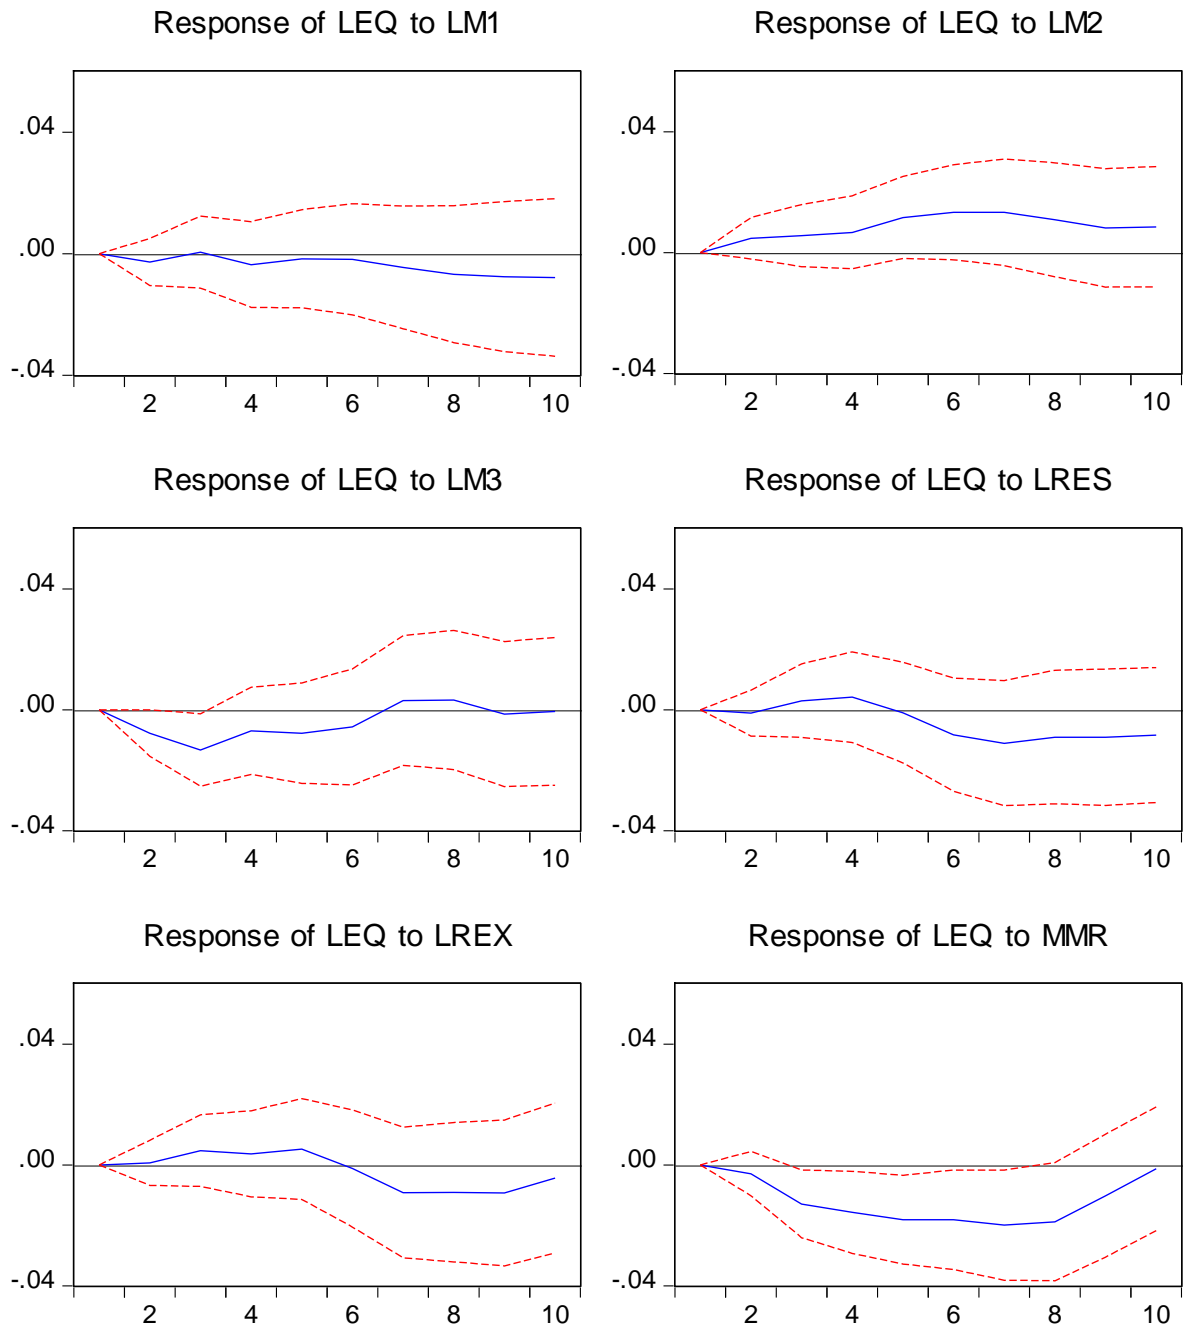 Response of LEQ to LM1
.04
.00
-.04
2 4 6 8 10
Response of LEQ to LM2
.04
.00
-.04
2 4 6 8 10
Response of LEQ to LM3
.04
.00
-.04
2 4 6 8 10
Response of LEQ to LRES
.04
.00
-.04
2 4 6 8 10
Response of LEQ to LREX
.04
.00
-.04
2 4 6 8 10
Response of LEQ to MMR
.04
.00
-.04
2 4 6 8 10